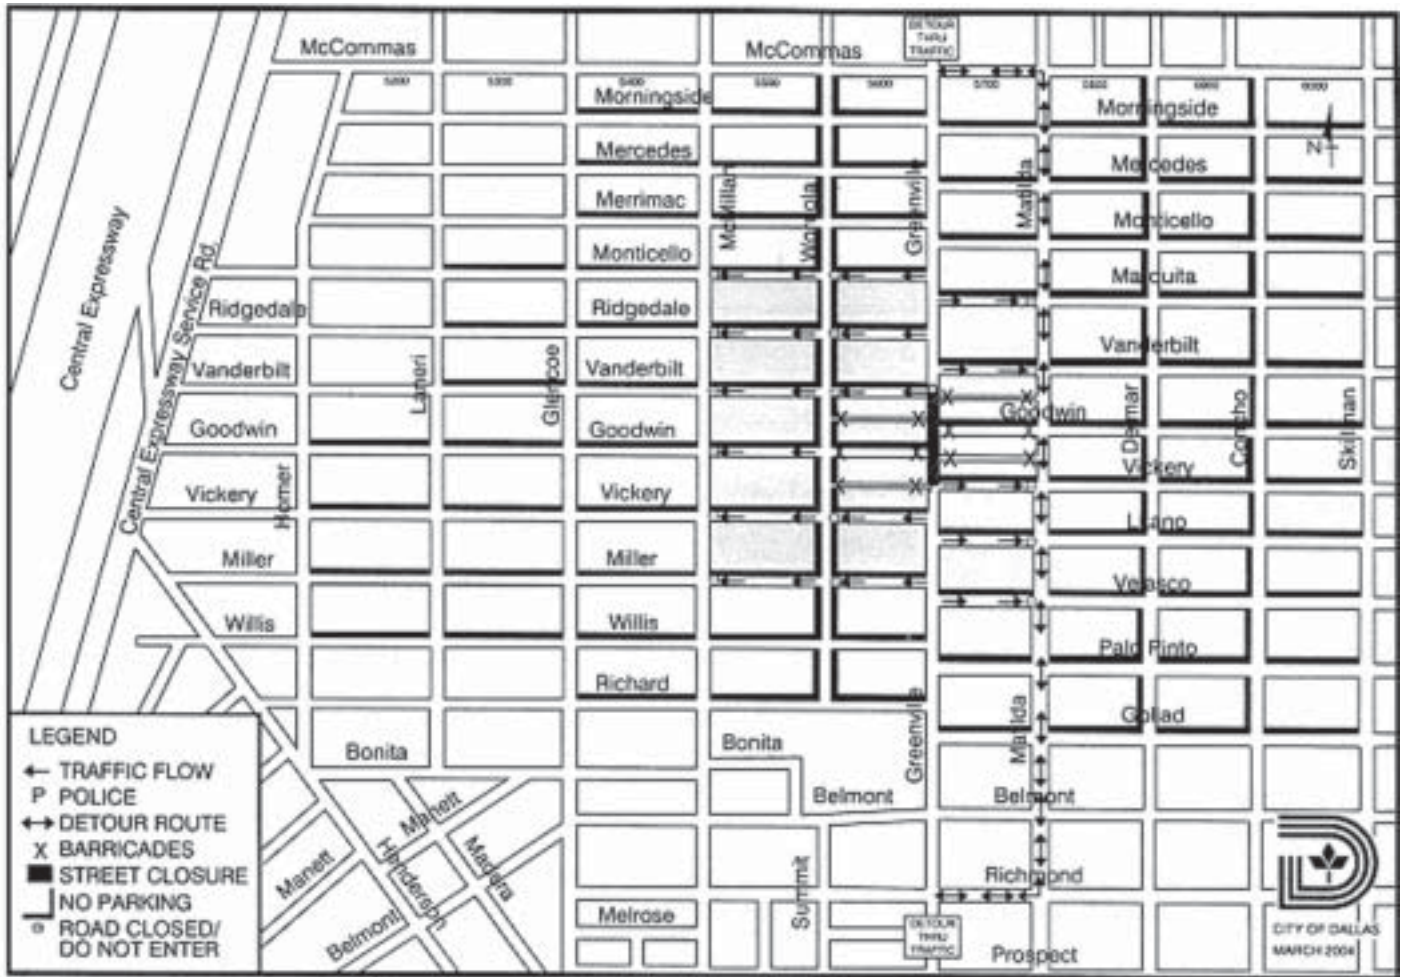 DETOUR
THRU
TRAFFIC
McCommas
McCommas
5200
5300
5400
5500
5600
5700
5800
5900
6000
Morningside
Morningside
Mercedes
Mercedes
N
Merrimac
McMillan
Worcola
Greenville
Matilda
Monticello
Monticello
Central Expressway
Central Expressway Service Rd.
Marquita
Ridgedale
Ridgedale
Vanderbilt
Vanderbilt
Vanderbilt
Laneri
Glencoe
Goodwin
Goodwin
Goodwin
Delmar
Concho
Skillman
Vickery
Vickery
Vickery
Homer
Llano
Miller
Miller
Velasco
Willis
Willis
Palo Pinto
Richard
Goliad
Greenville
Matilda
Bonita
Bonita
Belmont
Belmont
Manett
Manett
Henderson
Madera
Belmont
Summit
Richmond
Melrose
DETOUR
THRU
TRAFFIC
Prospect
LEGEND
TRAFFIC FLOW
P POLICE
DETOUR ROUTE
X BARRICADES
STREET CLOSURE
NO PARKING
ROAD CLOSED/
DO NOT ENTER
CITY OF DALLAS
MARCH 2004